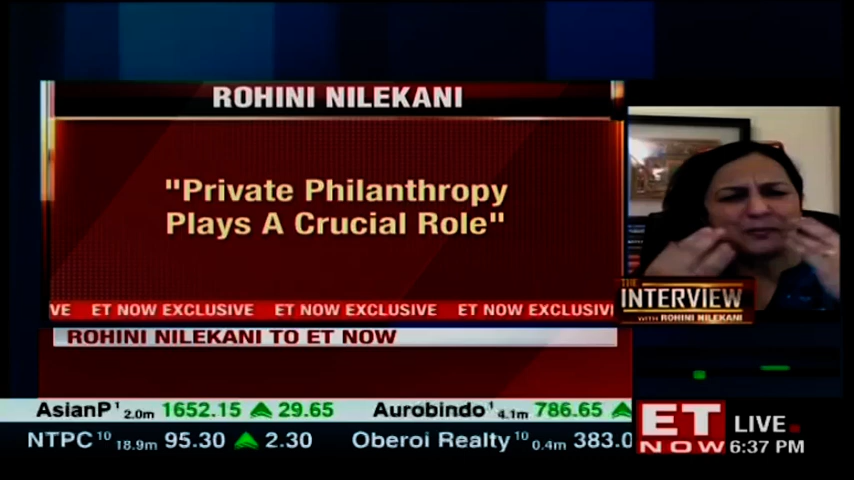 ROHINI NILEKANI
"Private Philanthropy
Plays A Crucial Role"
THE
INTERVIEW
WITH ROHINI NILEKANI
VE ET NOW EXCLUSIVE ET NOW EXCLUSIVE ET NOW EXCLUSIV
ROHINI NILEKANI TO ET NOW
AsianP 1 2.0m 1652.15 29.65 Aurobindo 1 4.1m 786.65
NTPC 10 18.9m 95.30 2.30 Oberoi Realty 10 0.4m 383.0
ET
NOW
LIVE
6:37 PM